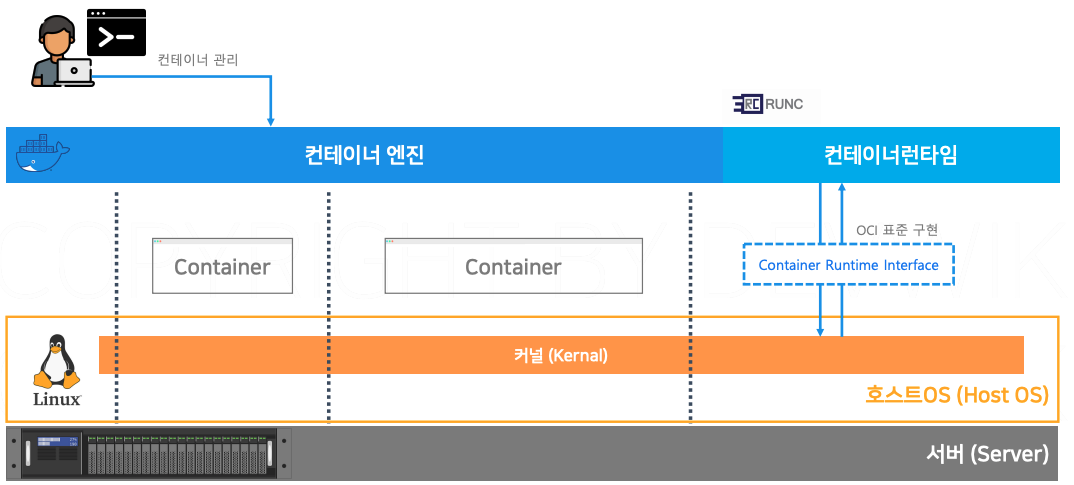 컨테이너 관리
RC RUNC
컨테이너 엔진
컨테이너런타임
OCI 표준 구현
Container
Container
Container Runtime Interface
커널 (Kernal)
Linux
호스트OS (Host OS)
서버 (Server)